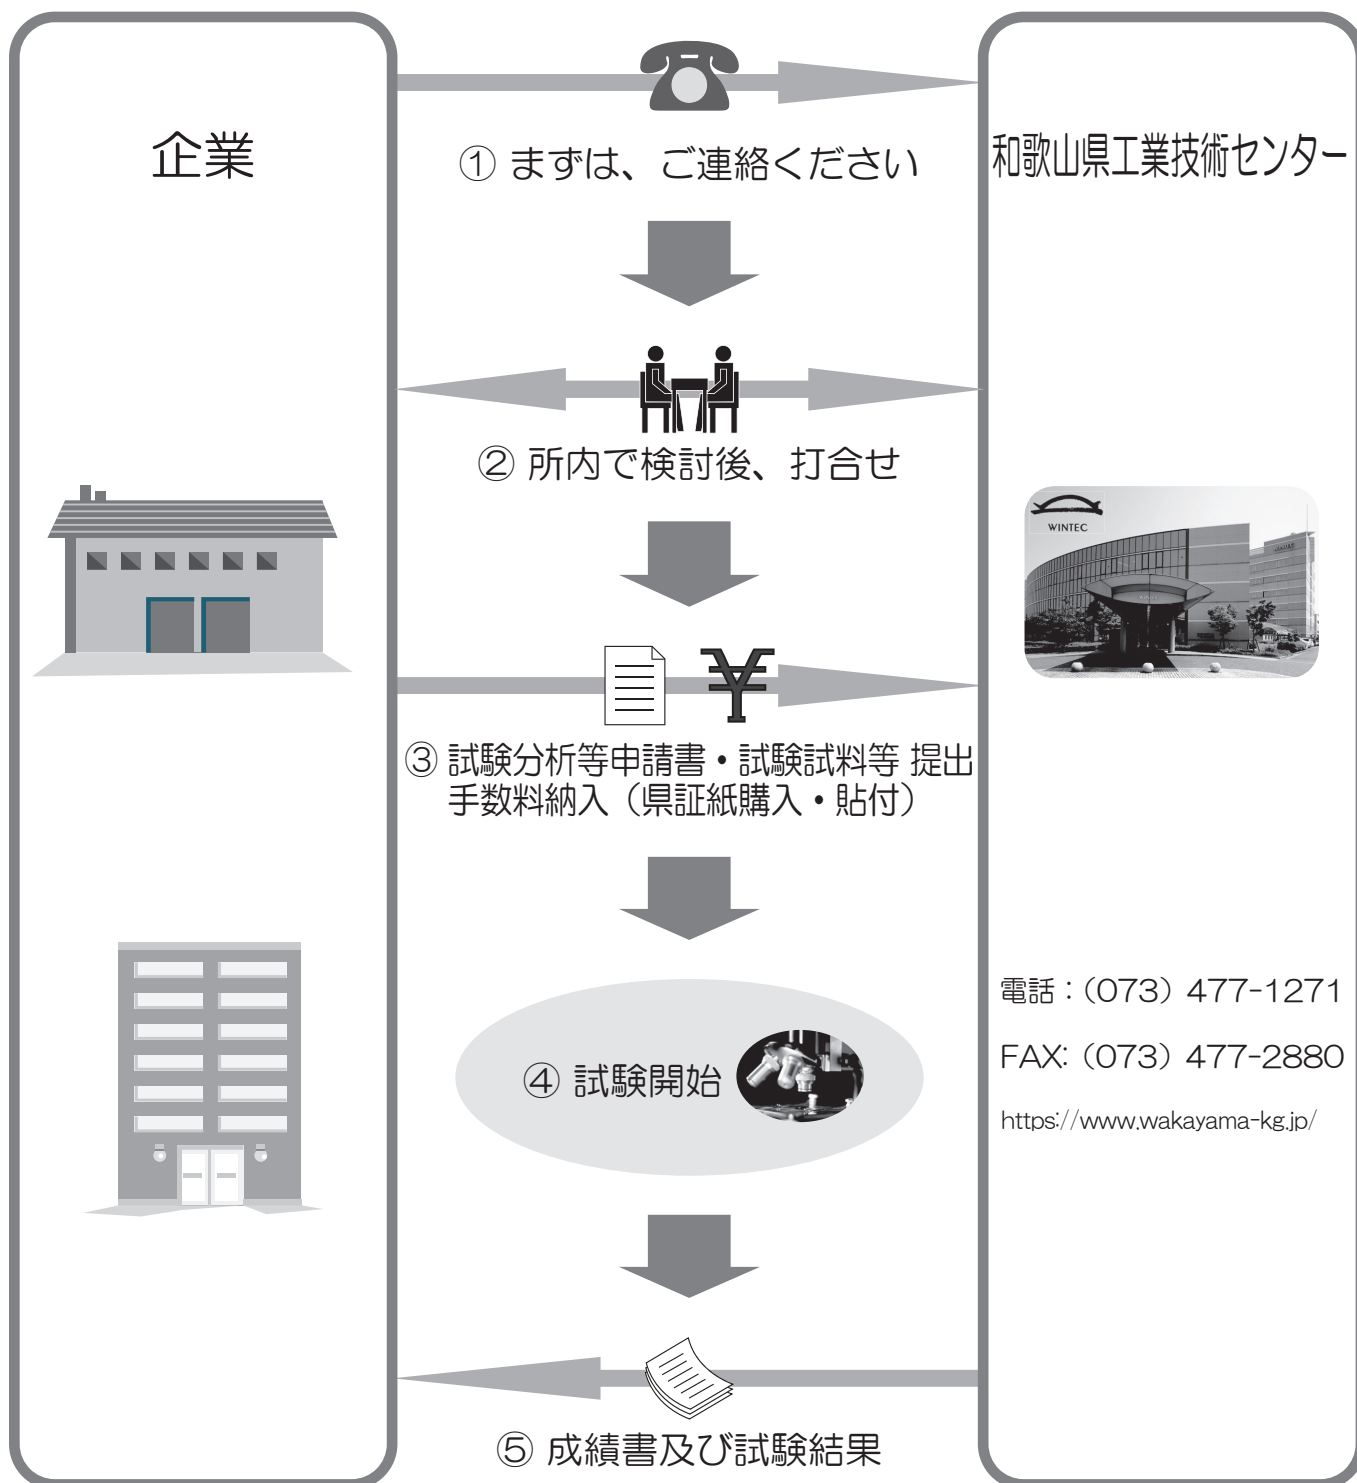 企業
① まずは、ご連絡ください
和歌山県工業技術センター
② 所内で検討後、打合せ
WINTEC
③ 試験分析等申請書・試験試料等 提出
手数料納入（県証紙購入・貼付）
④ 試験開始
電話：（073）477-1271
FAX:（073）477-2880
https://www.wakayama-kg.jp/
⑤ 成績書及び試験結果